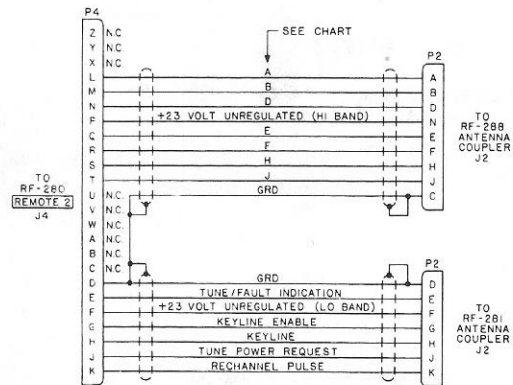 P4
Z N.C.
Y N.C.
X N.C.
SEE CHART
P2
L A A
M B B
N D D
P +23 VOLT UNREGULATED (HI BAND) N
E E
R F F
S H H
T J J
GRD C
U N.C.
V N.C.
W N.C.
A N.C.
B N.C.
C N.C.
TO
RF-280
REMOTE 2
J4
TO
RF-288
ANTENNA
COUPLER
J2
P2
D GRD D
E TUNE/FAULT INDICATION E
F +23 VOLT UNREGULATED (LO BAND) F
G KEYLINE ENABLE G
H KEYLINE H
J TUNE POWER REQUEST J
K RECHANNEL PULSE K
TO
RF-281
ANTENNA
COUPLER
J2